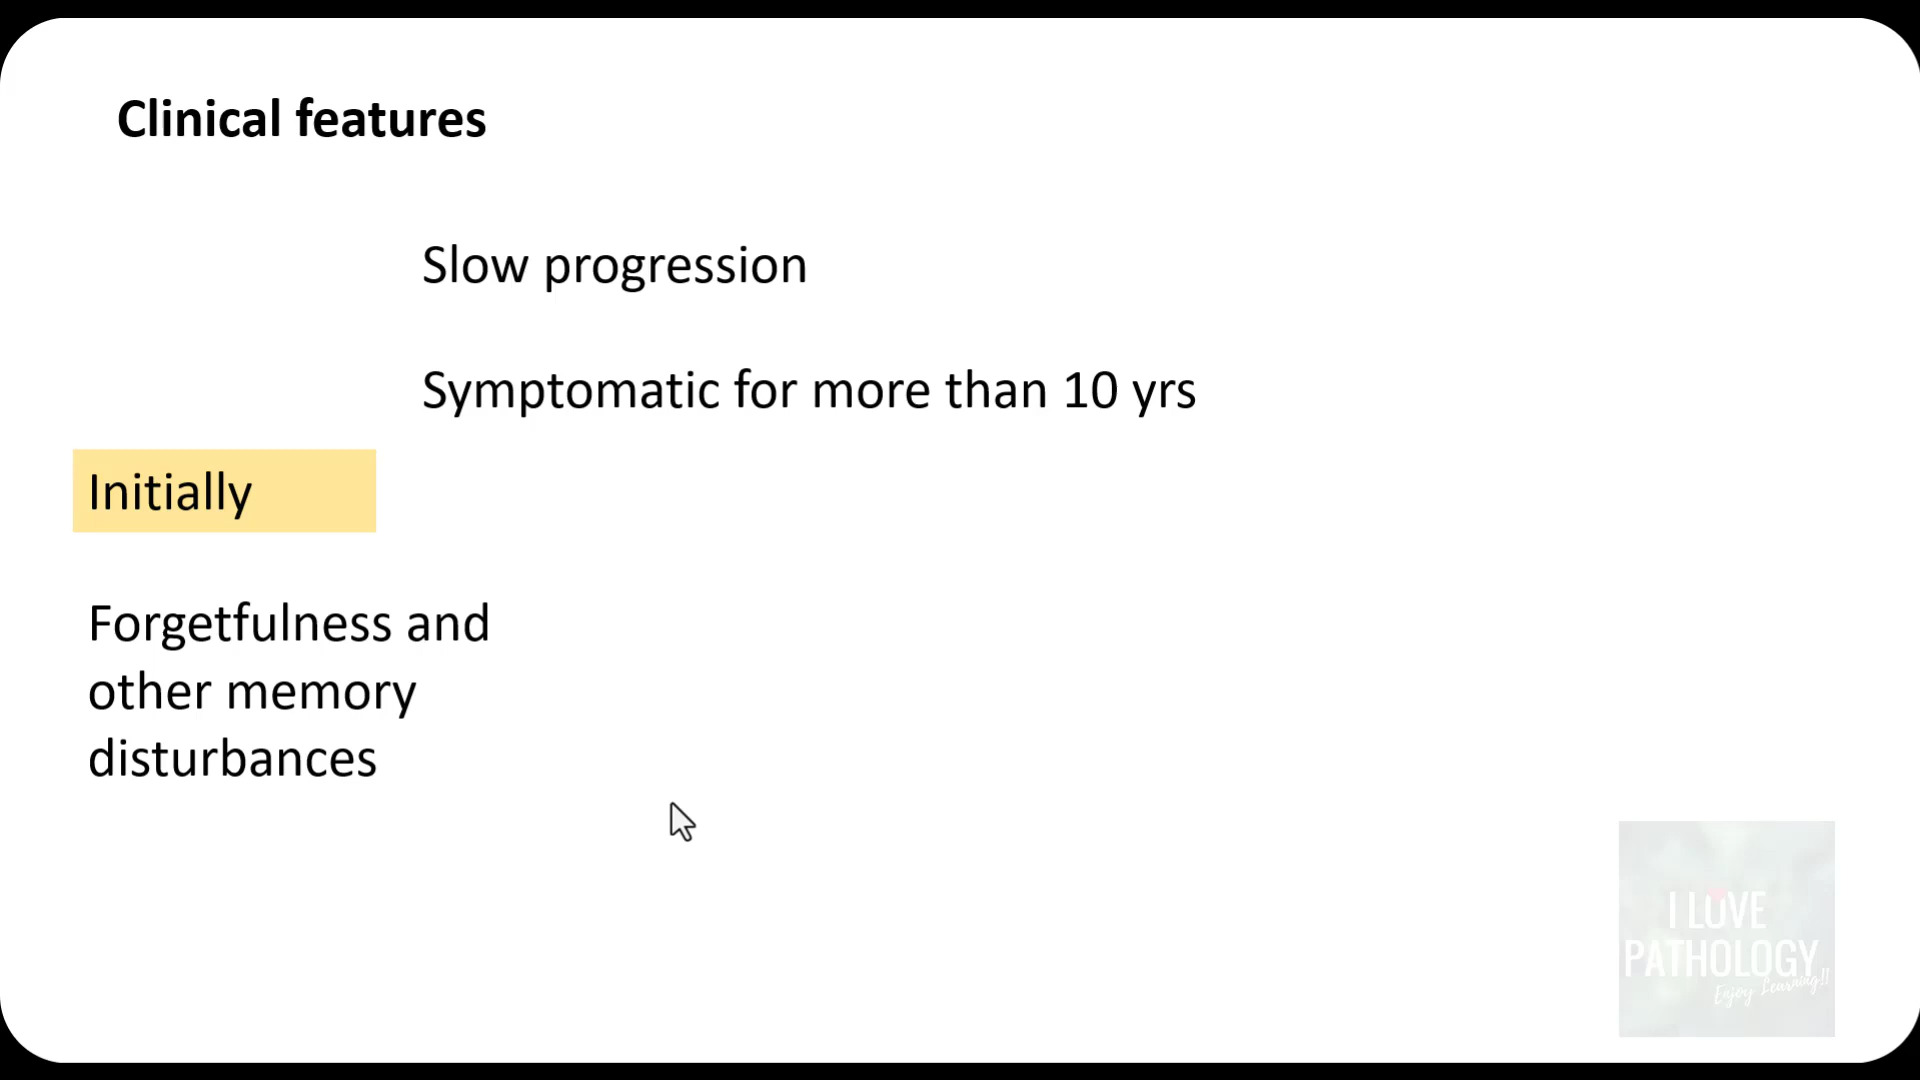 Clinical features
Slow progression
Symptomatic for more than 10 yrs
Initially
Forgetfulness and
other memory
disturbances
I LOVE
PATHOLOGY
Enjoy Learning!!